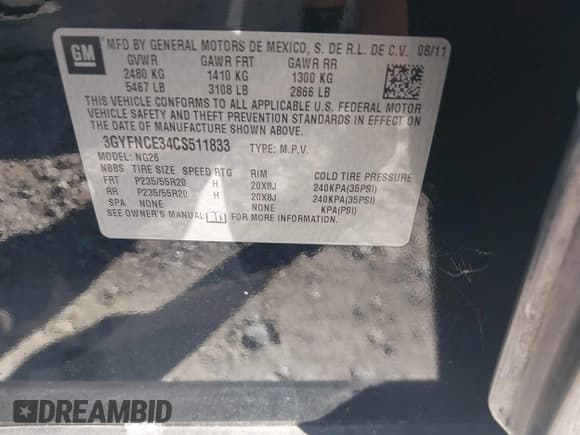 GM
MFD BY GENERAL MOTORS DE MEXICO, S. DE R.L. DE C.V. 08/11
GVWR GAWR FRT GAWR RR
2480 KG 1410 KG 1300 KG
5467 LB 3108 LB 2866 LB
THIS VEHICLE CONFORMS TO ALL APPLICABLE U.S. FEDERAL MOTOR
VEHICLE SAFETY, BUMPER, AND THEFT PREVENTION STANDARDS IN EFFECT ON THE
DATE OF MANUFACTURE SHOWN ABOVE.
3GYFNCE34CS511833 TYPE: M.P.V.
MODEL: NG26
NBBS TIRE SIZE SPEED RTG RIM COLD TIRE PRESSURE
FRT P235/55R20 H 20X8J 240KPA(35PSI)
RR P235/55R20 H 20X8J 240KPA(35PSI)
SPA NONE NONE KPA(PSI)
SEE OWNER'S MANUAL FOR MORE INFORMATION.
DREAMBID